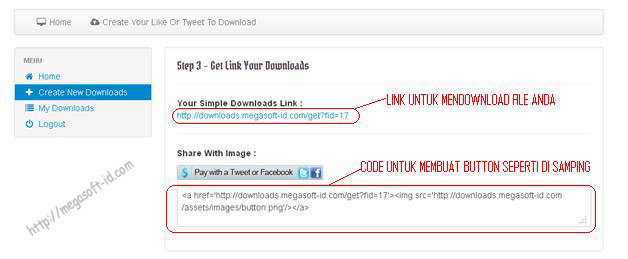 Home Create Your Like Or Tweet To Download
MENU
Home
Create New Downloads
My Downloads
Logout
http://megasoft-id.com
Step 3 - Get Link Your Downloads
Your Simple Downloads Link :
http://downloads.megasoft-id.com/get?fid=17
LINK UNTUK MENDOWNLOAD FILE ANDA
Share With Image :
$ Pay with a Tweet or Facebook
CODE UNTUK MEMBUAT BUTTON SEPERTI DI SAMPING
<a href='http://downloads.megasoft-id.com/get?fid=17'><img src='http://downloads.megasoft-id.com
/assets/images/button.png'/></a>